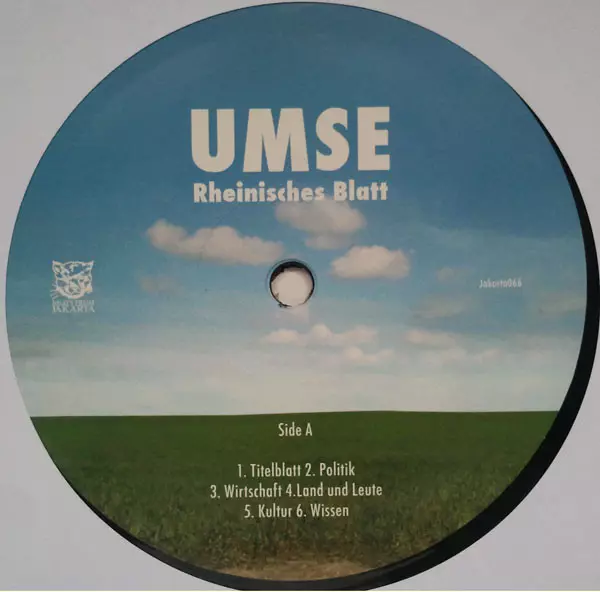 UMSE
Rheinisches Blatt
JAKARTA
Jakarta066
Side A
1. Titelblatt 2. Politik
3. Wirtschaft 4.Land und Leute
5. Kultur 6. Wissen